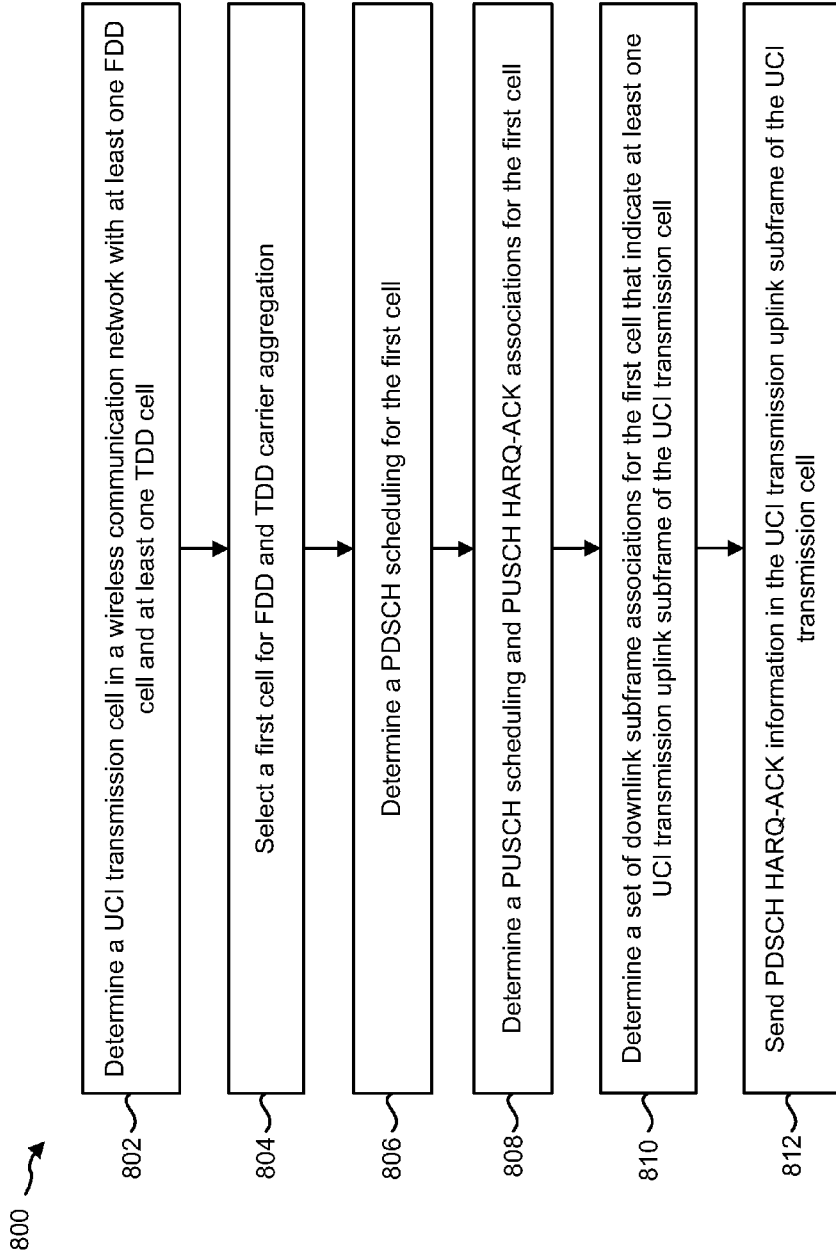 800
802
Determine a UCI transmission cell in a wireless communication network with at least one FDD
cell and at least one TDD cell
804
Select a first cell for FDD and TDD carrier aggregation
806
Determine a PDSCH scheduling for the first cell
808
Determine a PUSCH scheduling and PUSCH HARQ-ACK associations for the first cell
810
Determine a set of downlink subframe associations for the first cell that indicate at least one
UCI transmission uplink subframe of the UCI transmission cell
812
Send PDSCH HARQ-ACK information in the UCI transmission uplink subframe of the UCI
transmission cell